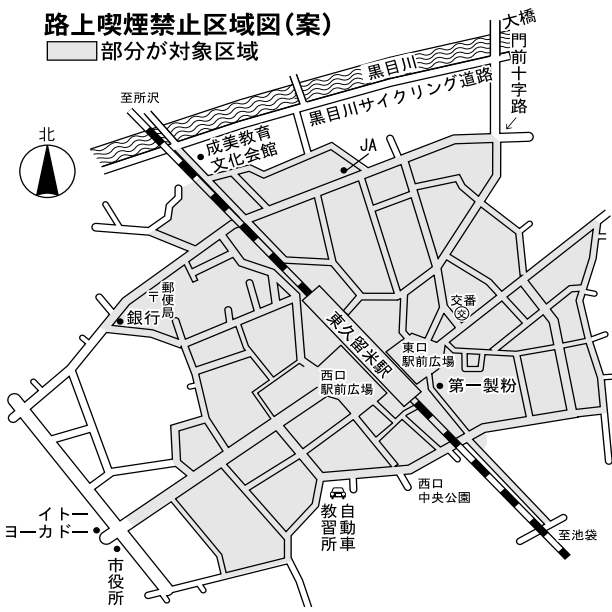 路上喫煙禁止区域図(案)
部分が対象区域
大橋
門前十字路
黒目川
黒目川サイクリング道路
至所沢
北
成美教育
文化会館
JA
郵便局
〒
銀行
交番
交
東久留米駅
東口
駅前広場
西口
駅前広場
第一製粉
西口
中央公園
自動車
教習所
イトー
ヨーカドー
市役所
至池袋